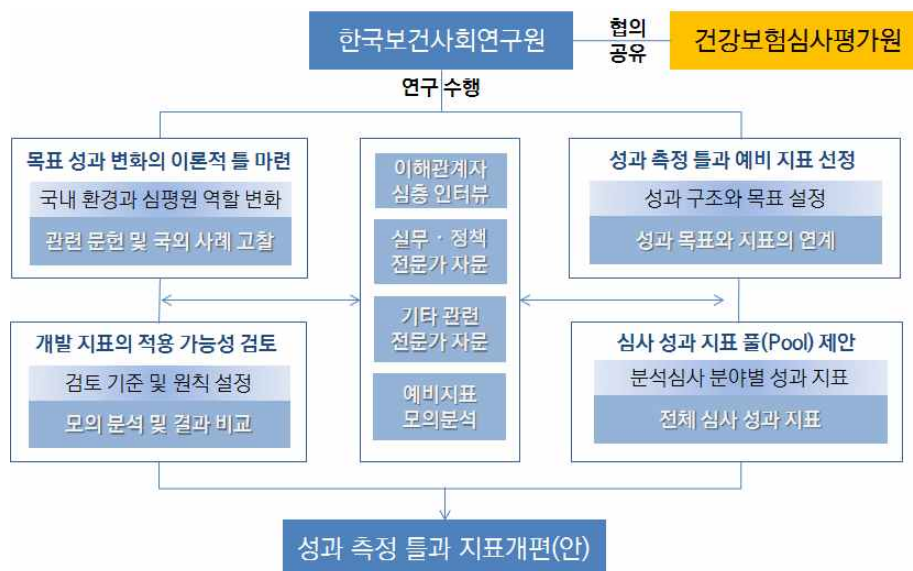 한국보건사회연구원
협의
공유
건강보험심사평가원
연구 수행
목표 성과 변화의 이론적 틀 마련
국내 환경과 심평원 역할 변화
관련 문헌 및 국외 사례 고찰
이해관계자
심층 인터뷰
실무 · 정책
전문가 자문
기타 관련
전문가 자문
예비지표
모의분석
성과 측정 틀과 예비 지표 선정
성과 구조와 목표 설정
성과 목표와 지표의 연계
개발 지표의 적용 가능성 검토
검토 기준 및 원칙 설정
모의 분석 및 결과 비교
심사 성과 지표 풀(Pool) 제안
분석심사 분야별 성과 지표
전체 심사 성과 지표
성과 측정 틀과 지표개편(안)